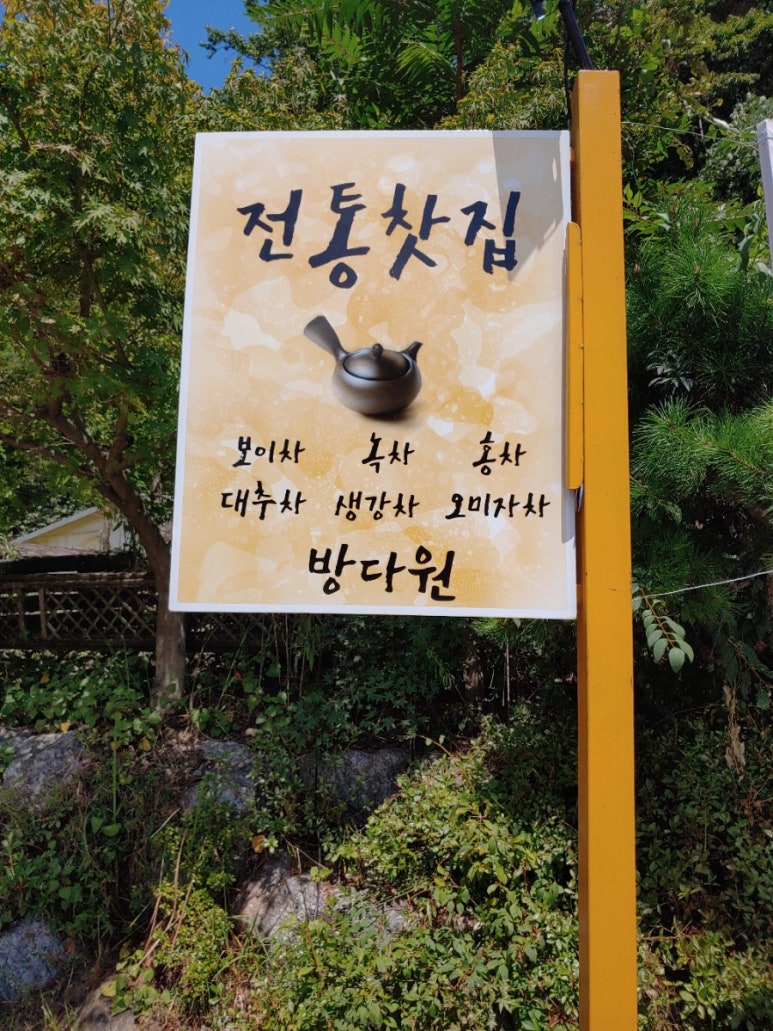 전통찻집
보이차 녹차 홍차
대추차 생강차 오미자차
방다원